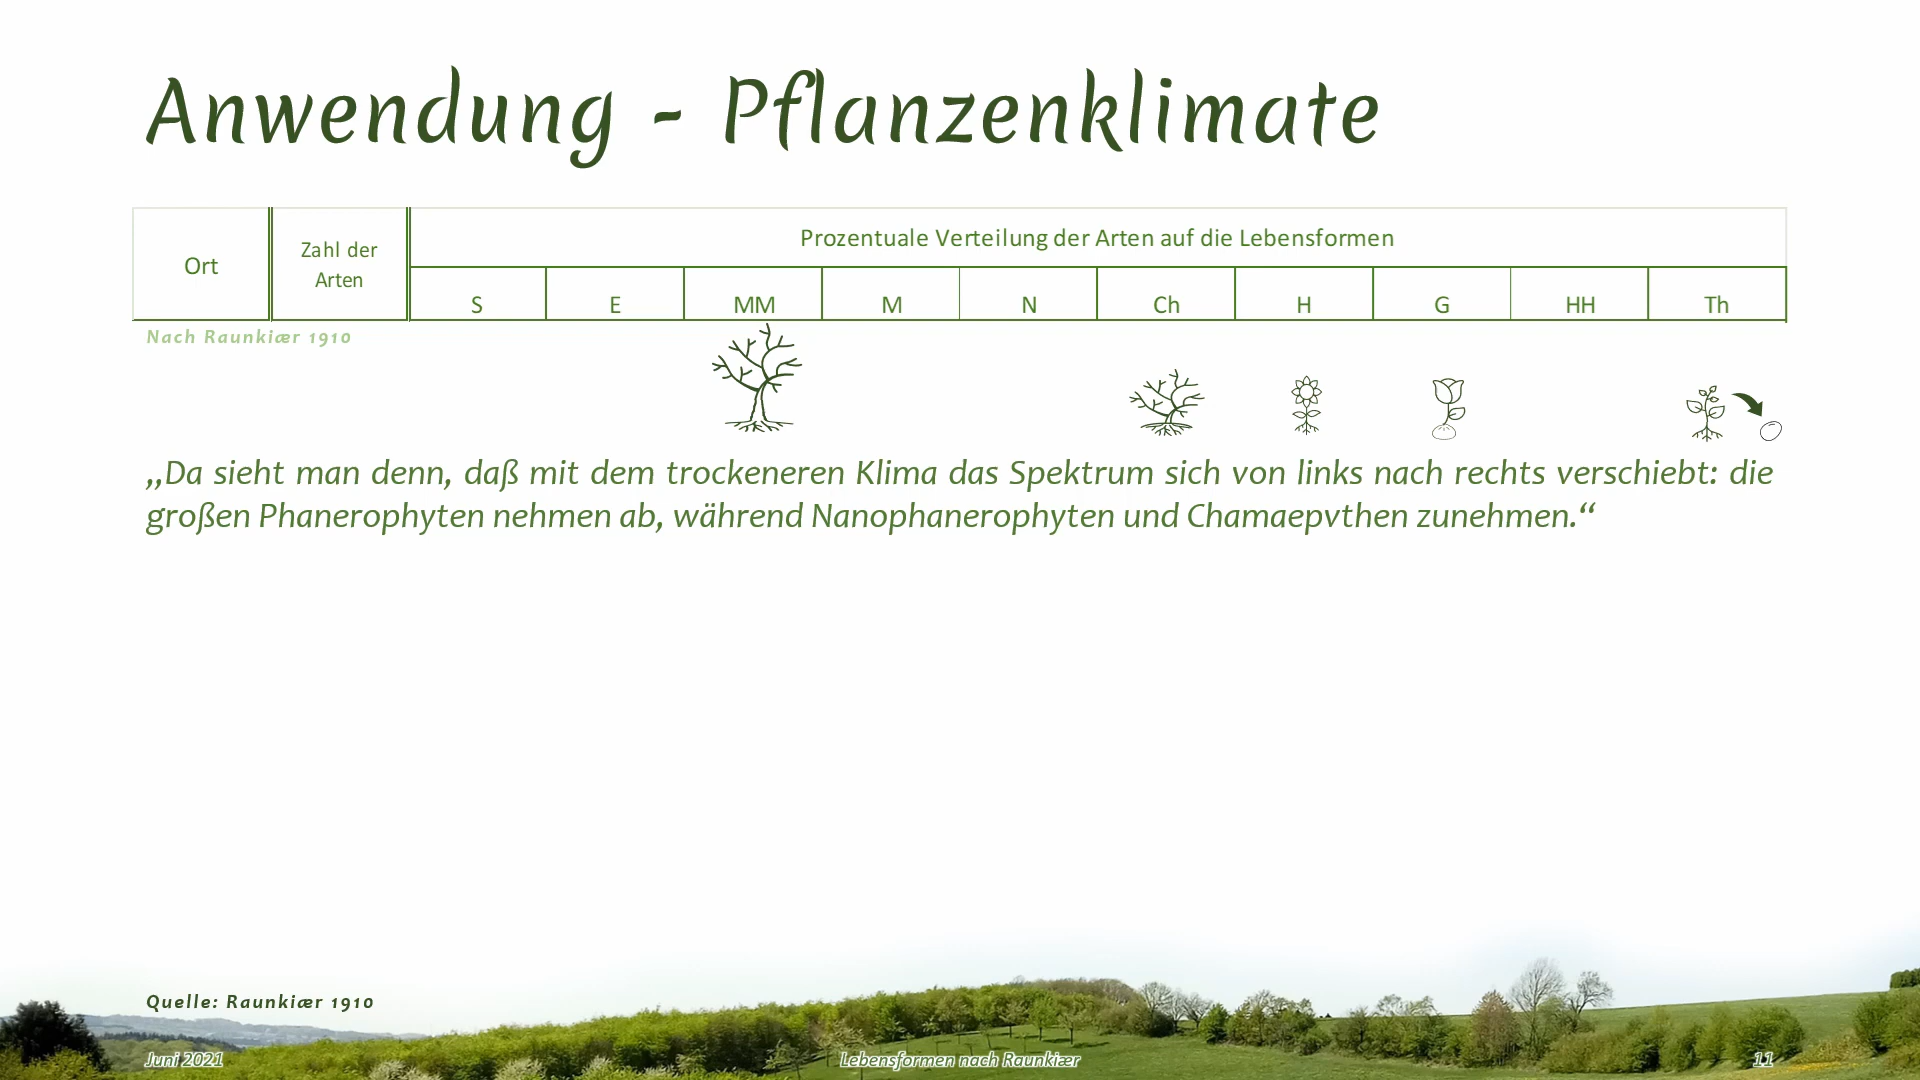 Anwendung - Pflanzenklimate
Ort
Zahl der
Arten
Prozentuale Verteilung der Arten auf die Lebensformen
S E MM M N Ch H G HH Th
Nach Raunkiær 1910
„Da sieht man denn, daß mit dem trockeneren Klima das Spektrum sich von links nach rechts verschiebt: die
großen Phanerophyten nehmen ab, während Nanophanerophyten und Chamaepvthen zunehmen.“
Quelle: Raunkiær 1910
Juni 2021
Lebensformen nach Raunkiær
11